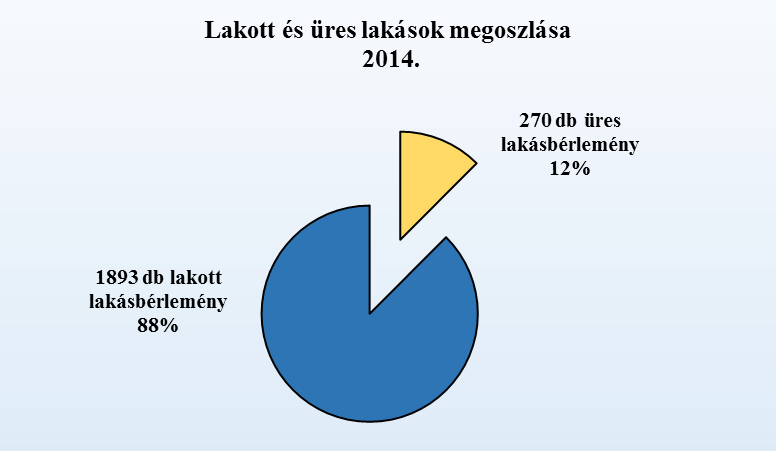 Lakott és üres lakások megoszlása
2014.
270 db üres
lakásbérlemény
12%
1893 db lakott
lakásbérlemény
88%